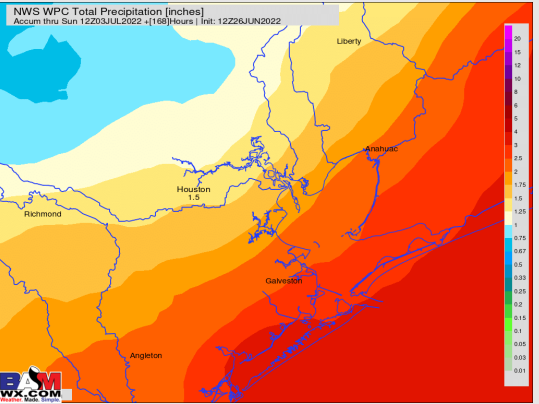 NWS WPC Total Precipitation [inches]
Accum thru Sun 12Z03JUL2022 +[168]Hours | Init: 12Z26JUN2022
Liberty
20
15
12
10
8
6
5
4
3
2.5
2
1.75
1.5
1.25
1
0.75
0.67
0.5
0.33
0.25
0.2
0.15
0.1
0.05
0.03
0.01
Anahuac
Houston
1.5
Richmond
Galveston
Angleton
BAM
WX.COM
Weather. Made. Simple.